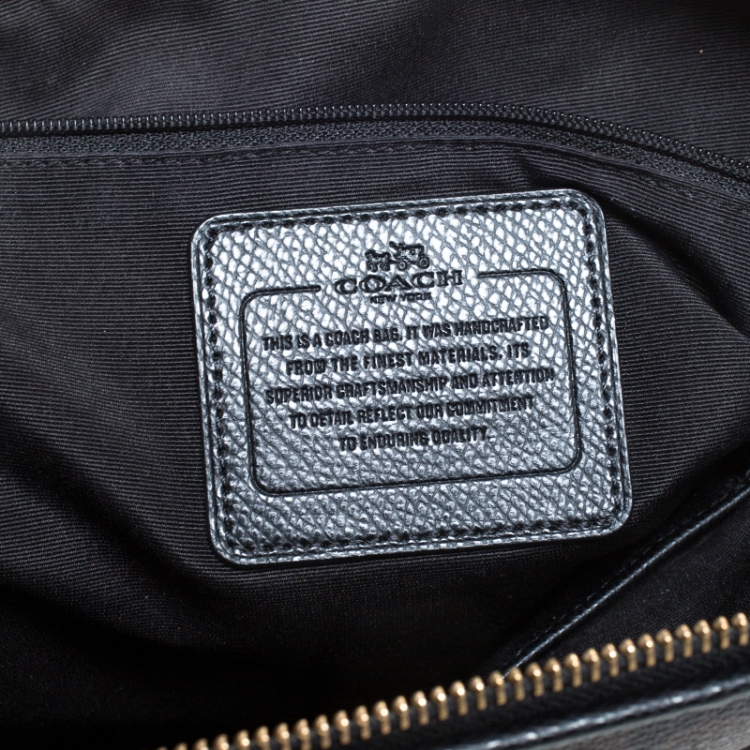 COACH
NEW YORK
THIS IS A COACH BAG. IT WAS HANDCRAFTED
FROM THE FINEST MATERIALS. ITS
SUPERIOR CRAFTSMANSHIP AND ATTENTION
TO DETAIL REFLECT OUR COMMITMENT
TO ENDURING QUALITY.